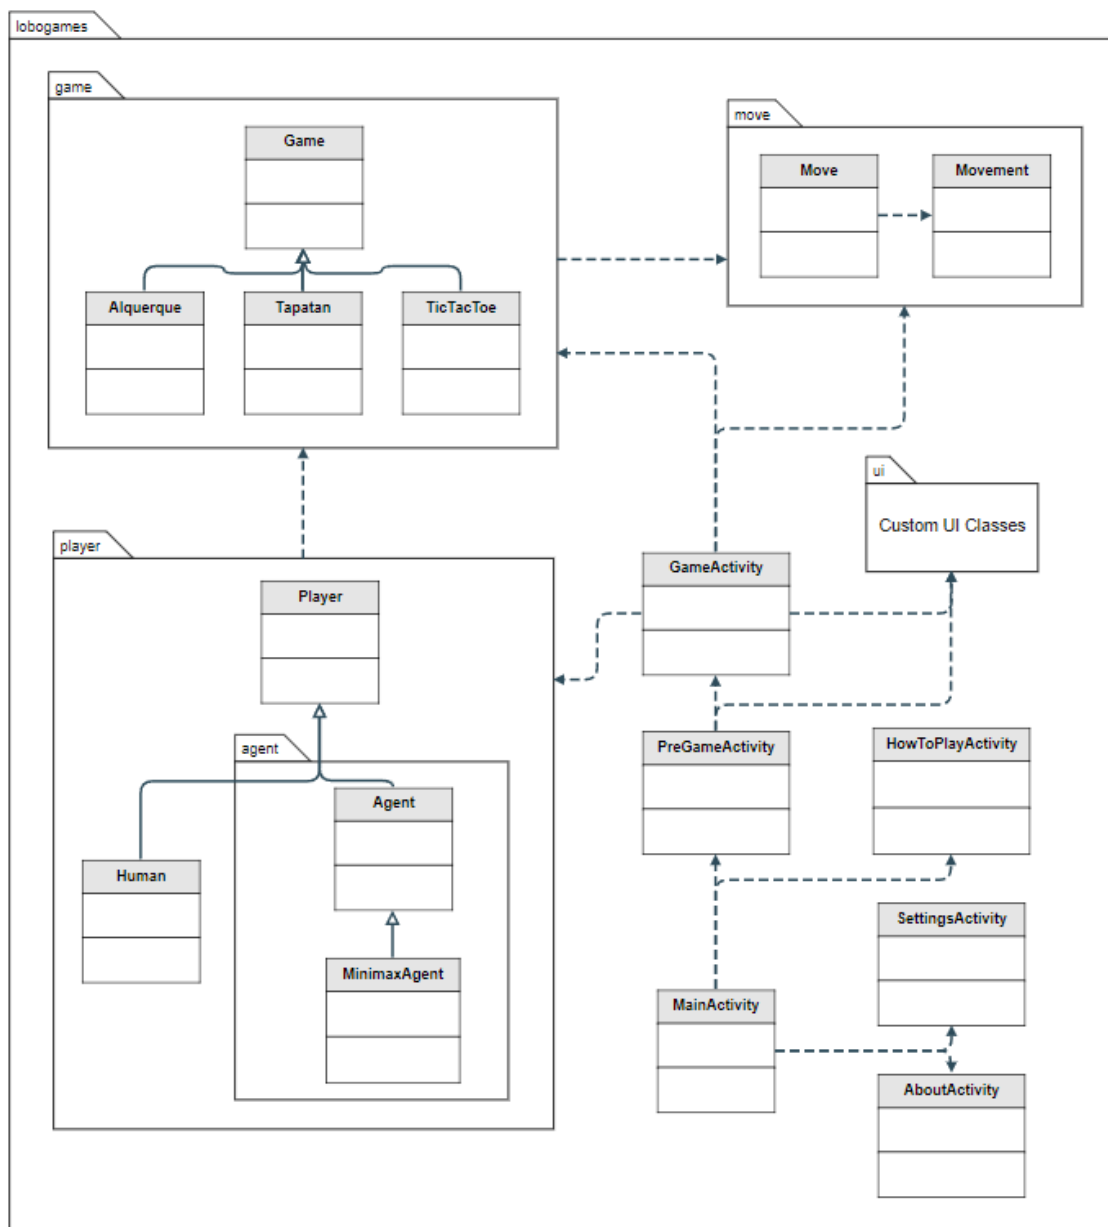 lobogames
game
Game
Alquerque
Tapatan
TicTacToe
move
Move
Movement
ui
Custom UI Classes
player
Player
agent
Agent
Human
MinimaxAgent
GameActivity
PreGameActivity
HowToPlayActivity
SettingsActivity
MainActivity
AboutActivity